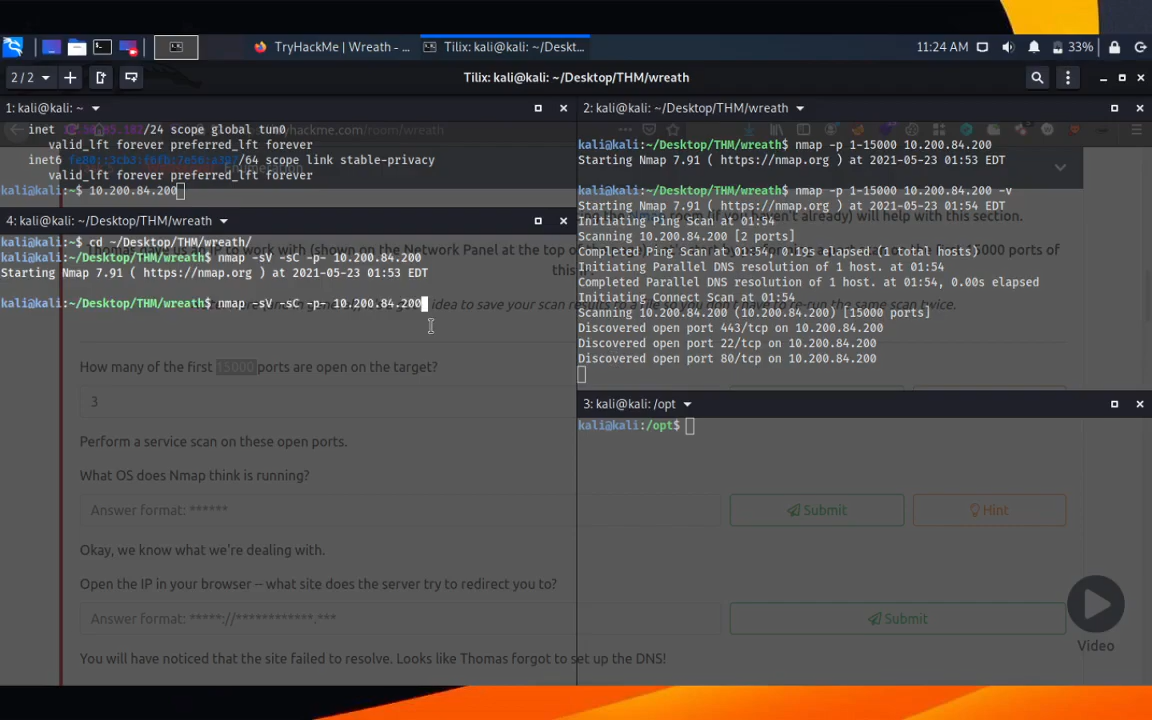 TryHackMe | Wreath - ...
Tilix: kali@kali: ~/Deskt...
11:24 AM
33%
2 / 2
Tilix: kali@kali: ~/Desktop/THM/wreath
1: kali@kali: ~
inet /24 scope global tun0
valid_lft forever preferred_lft forever
inet6 /64 scope link stable-privacy
valid_lft forever preferred_lft forever
kali@kali:~$ 10.200.84.200
4: kali@kali: ~/Desktop/THM/wreath
kali@kali:~$ cd ~/Desktop/THM/wreath/
kali@kali:~/Desktop/THM/wreath$ nmap -sV -sC -p- 10.200.84.200
Starting Nmap 7.91 ( https://nmap.org ) at 2021-05-23 01:53 EDT
kali@kali:~/Desktop/THM/wreath$ nmap -sV -sC -p- 10.200.84.200
2: kali@kali: ~/Desktop/THM/wreath
kali@kali:~/Desktop/THM/wreath$ nmap -p 1-15000 10.200.84.200
Starting Nmap 7.91 ( https://nmap.org ) at 2021-05-23 01:53 EDT
kali@kali:~/Desktop/THM/wreath$ nmap -p 1-15000 10.200.84.200 -v
Starting Nmap 7.91 ( https://nmap.org ) at 2021-05-23 01:54 EDT
Initiating Ping Scan at 01:54
Scanning 10.200.84.200 [2 ports]
Completed Ping Scan at 01:54, 0.19s elapsed (1 total hosts)
Initiating Parallel DNS resolution of 1 host. at 01:54
Completed Parallel DNS resolution of 1 host. at 01:54, 0.00s elapsed
Initiating Connect Scan at 01:54
Scanning 10.200.84.200 (10.200.84.200) [15000 ports]
Discovered open port 443/tcp on 10.200.84.200
Discovered open port 22/tcp on 10.200.84.200
Discovered open port 80/tcp on 10.200.84.200
3: kali@kali: /opt
kali@kali:/opt$
How many of the first 15000 ports are open on the target?
3
Perform a service scan on these open ports.
What OS does Nmap think is running?
Answer format: ******
Submit
Hint
Okay, we know what we're dealing with.
Open the IP in your browser – what site does the server try to redirect you to?
Answer format: *****://************.***
Submit
Video
You will have noticed that the site failed to resolve. Looks like Thomas forgot to set up the DNS!